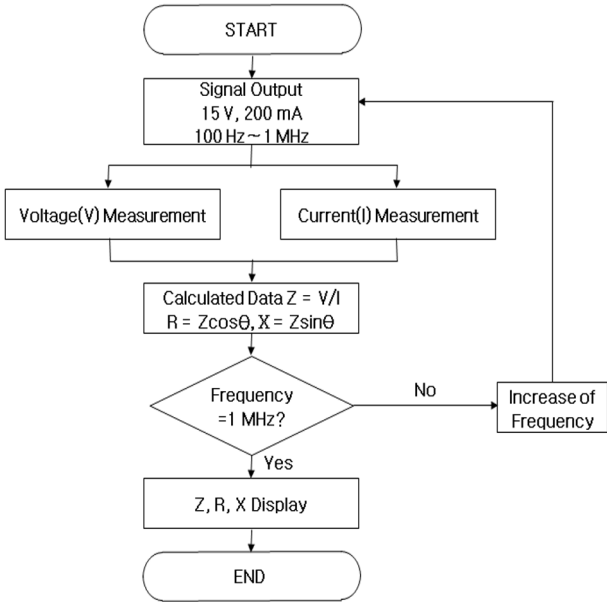 START
Signal Output
15 V, 200 mA
100 Hz~1 MHz
Voltage(V) Measurement
Current(I) Measurement
Calculated Data Z = V/I
R = Zcosθ, X = Zsinθ
Frequency
=1 MHz?
No
Increase of
Frequency
Yes
Z, R, X Display
END